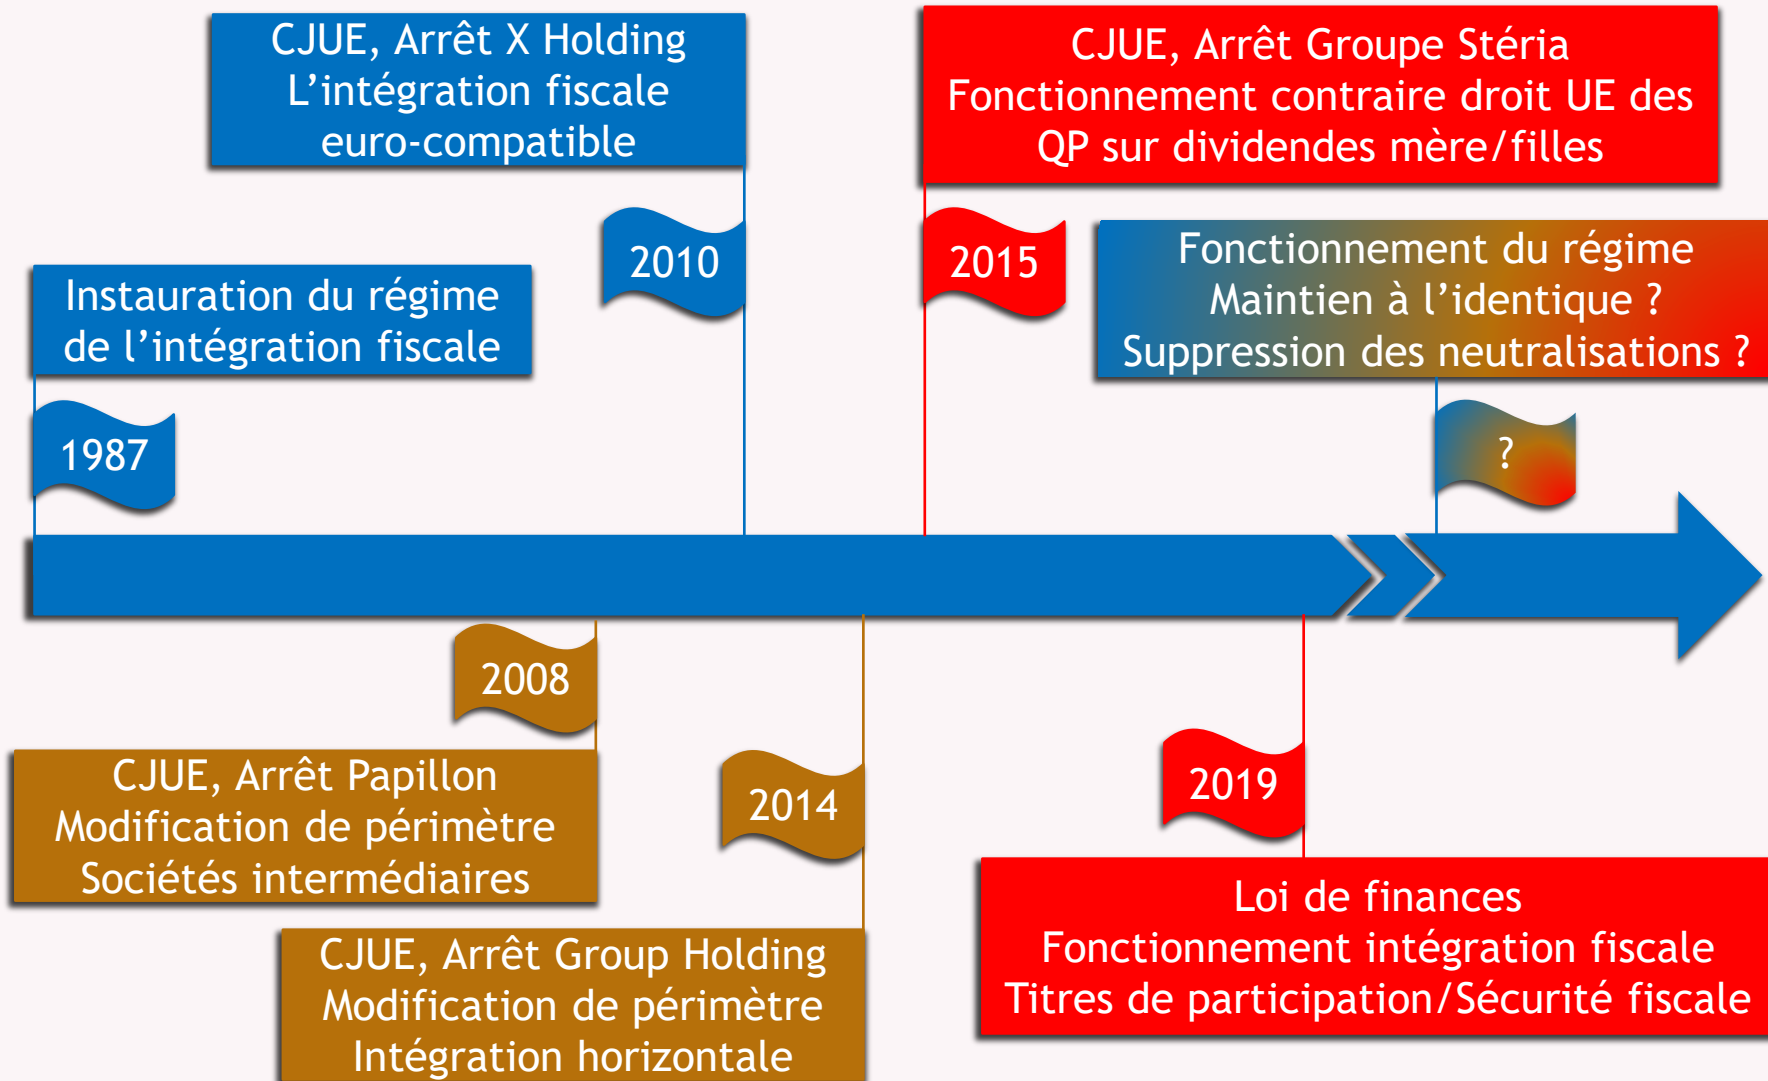 CJUE, Arrêt X Holding
L’intégration fiscale
euro-compatible
2010
CJUE, Arrêt Groupe Stéria
Fonctionnement contraire droit UE des
QP sur dividendes mère/filles
2015
Instauration du régime
de l’intégration fiscale
1987
Fonctionnement du régime
Maintien à l’identique ?
Suppression des neutralisations ?
?
2008
CJUE, Arrêt Papillon
Modification de périmètre
Sociétés intermédiaires
2014
CJUE, Arrêt Group Holding
Modification de périmètre
Intégration horizontale
2019
Loi de finances
Fonctionnement intégration fiscale
Titres de participation/Sécurité fiscale